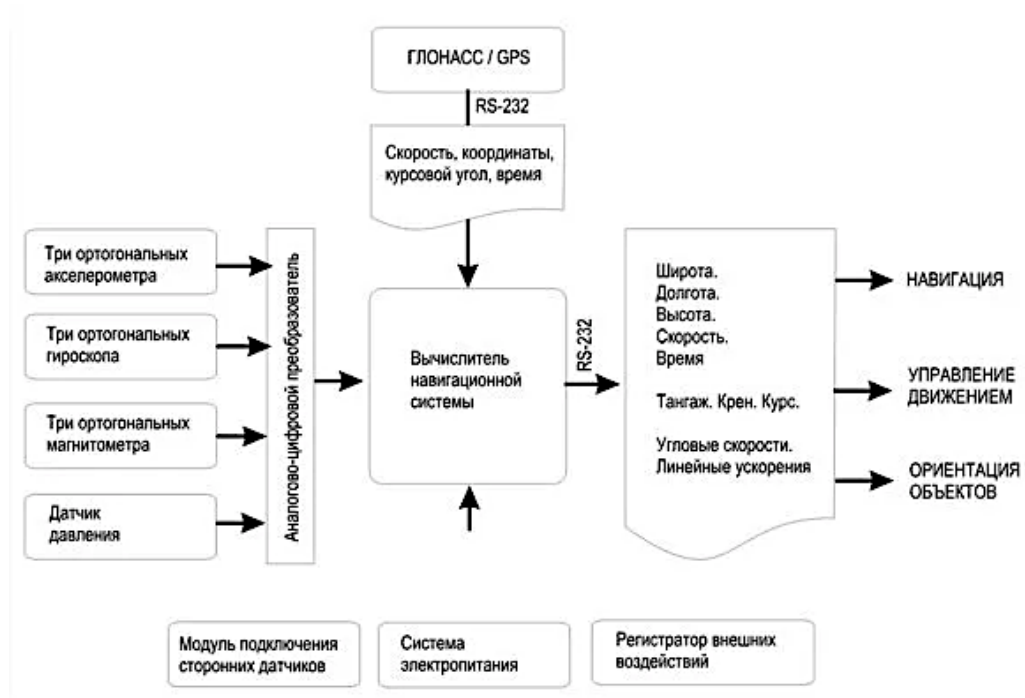 ГЛОНАСС / GPS
RS-232
Скорость, координаты,
курсовой угол, время
Три ортогональных
акселерометра
Три ортогональных
гироскопа
Три ортогональных
магнитометра
Датчик
давления
Аналогово-цифровой преобразователь
Вычислитель
навигационной
системы
RS-232
Широта.
Долгота.
Высота.
Скорость.
Время
Тангаж. Крен. Курс.
Угловые скорости.
Линейные ускорения
НАВИГАЦИЯ
УПРАВЛЕНИЕ
ДВИЖЕНИЕМ
ОРИЕНТАЦИЯ
ОБЪЕКТОВ
Модуль подключения
сторонних датчиков
Система
электропитания
Регистратор внешних
воздействий